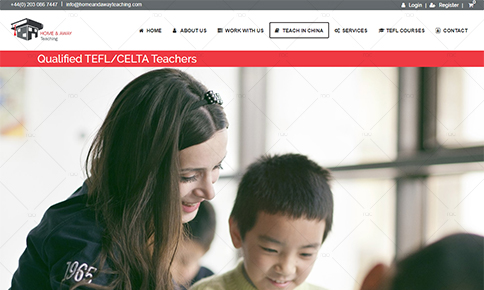 +44(0) 203 086 7447 | info@homeandawayteaching.com Login | Register |
HOME & AWAY
Teaching
HOME ABOUT US WORK WITH US TEACH IN CHINA SERVICES TEFL COURSES CONTACT
Qualified TEFL/CELTA Teachers
1965